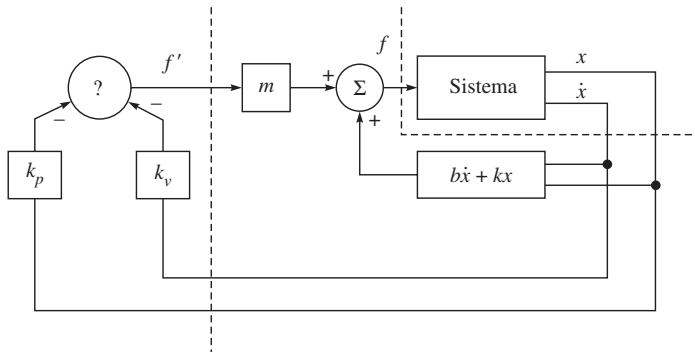 f′
f
x
ẋ
?
m
+
Σ
+
Sistema
−
−
k_p
k_v
bẋ + kx